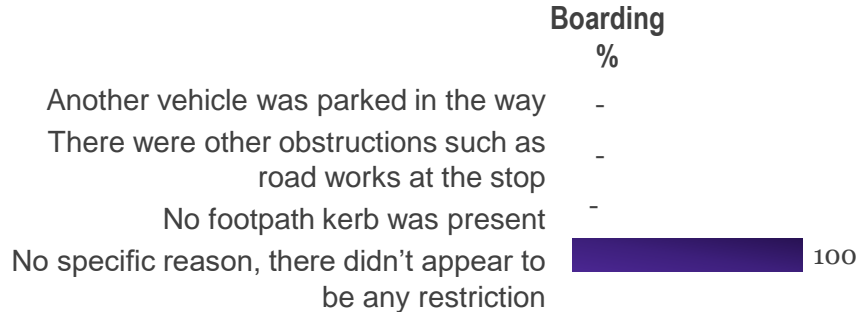 Boarding
%
Another vehicle was parked in the way -
There were other obstructions such as
road works at the stop -
No footpath kerb was present -
No specific reason, there didn't appear to
be any restriction 100